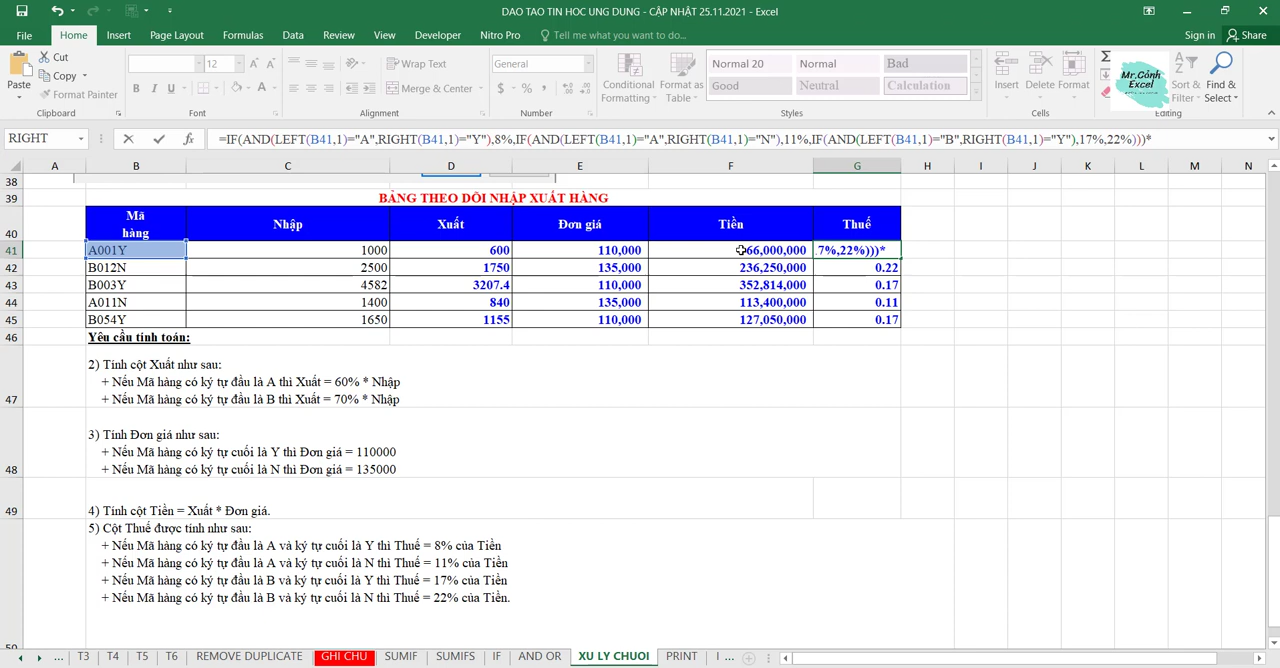 DAO TAO TIN HOC UNG DUNG - CẬP NHẬT 25.11.2021 - Excel
File Home Insert Page Layout Formulas Data Review View Developer Nitro Pro Tell me what you want to do... Sign in Share
Paste Cut Copy Format Painter Clipboard
12 Font
Wrap Text Merge & Center Alignment
General Number
Conditional Formatting Format as Table
Normal 20 Normal Bad
Good Neutral Calculation
Styles
Insert Delete Format Cells
Mr.Cónh
Excel
Sort & Filter Find & Select Editing
RIGHT =IF(AND(LEFT(B41,1)="A",RIGHT(B41,1)="Y"),8%,IF(AND(LEFT(B41,1)="A",RIGHT(B41,1)="N"),11%,IF(AND(LEFT(B41,1)="B",RIGHT(B41,1)="Y"),17%,22%)))*
A B C D E F G H I J K L M N
38
39 BẢNG THEO DÕI NHẬP XUẤT HÀNG
40 Mã hàng Nhập Xuất Đơn giá Tiền Thuế
41 A001Y 1000 600 110,000 66,000,000 7%,22%)))*
42 B012N 2500 1750 135,000 236,250,000 0.22
43 B003Y 4582 3207.4 110,000 352,814,000 0.17
44 A011N 1400 840 135,000 113,400,000 0.11
45 B054Y 1650 1155 110,000 127,050,000 0.17
46 Yêu cầu tính toán:
2) Tính cột Xuất như sau:
+ Nếu Mã hàng có ký tự đầu là A thì Xuất = 60% * Nhập
47 + Nếu Mã hàng có ký tự đầu là B thì Xuất = 70% * Nhập
3) Tính Đơn giá như sau:
+ Nếu Mã hàng có ký tự cuối là Y thì Đơn giá = 110000
48 + Nếu Mã hàng có ký tự cuối là N thì Đơn giá = 135000
49 4) Tính cột Tiền = Xuất * Đơn giá.
5) Cột Thuế được tính như sau:
+ Nếu Mã hàng có ký tự đầu là A và ký tự cuối là Y thì Thuế = 8% của Tiền
+ Nếu Mã hàng có ký tự đầu là A và ký tự cuối là N thì Thuế = 11% của Tiền
+ Nếu Mã hàng có ký tự đầu là B và ký tự cuối là Y thì Thuế = 17% của Tiền
+ Nếu Mã hàng có ký tự đầu là B và ký tự cuối là N thì Thuế = 22% của Tiền.
50
... T3 T4 T5 T6 REMOVE DUPLICATE GHI CHU SUMIF SUMIFS IF AND OR XU LY CHUOI PRINT I ...